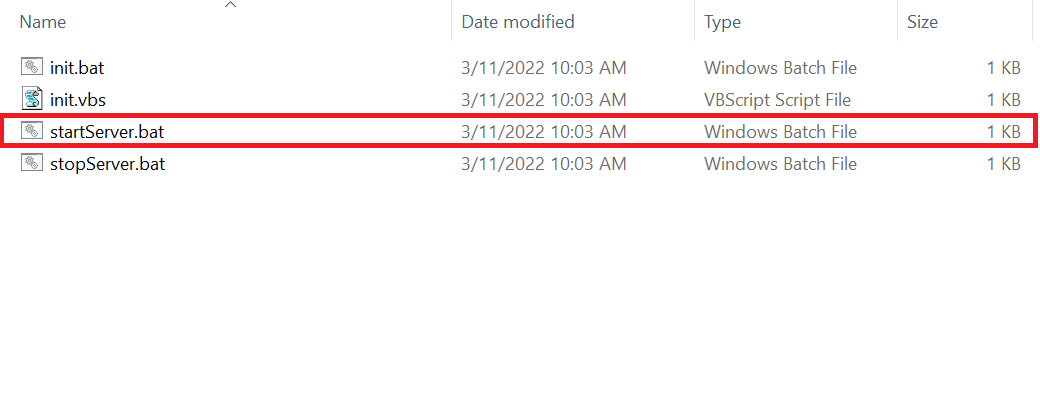 Name Date modified Type Size
init.bat 3/11/2022 10:03 AM Windows Batch File 1 KB
init.vbs 3/11/2022 10:03 AM VBScript Script File 1 KB
startServer.bat 3/11/2022 10:03 AM Windows Batch File 1 KB
stopServer.bat 3/11/2022 10:03 AM Windows Batch File 1 KB